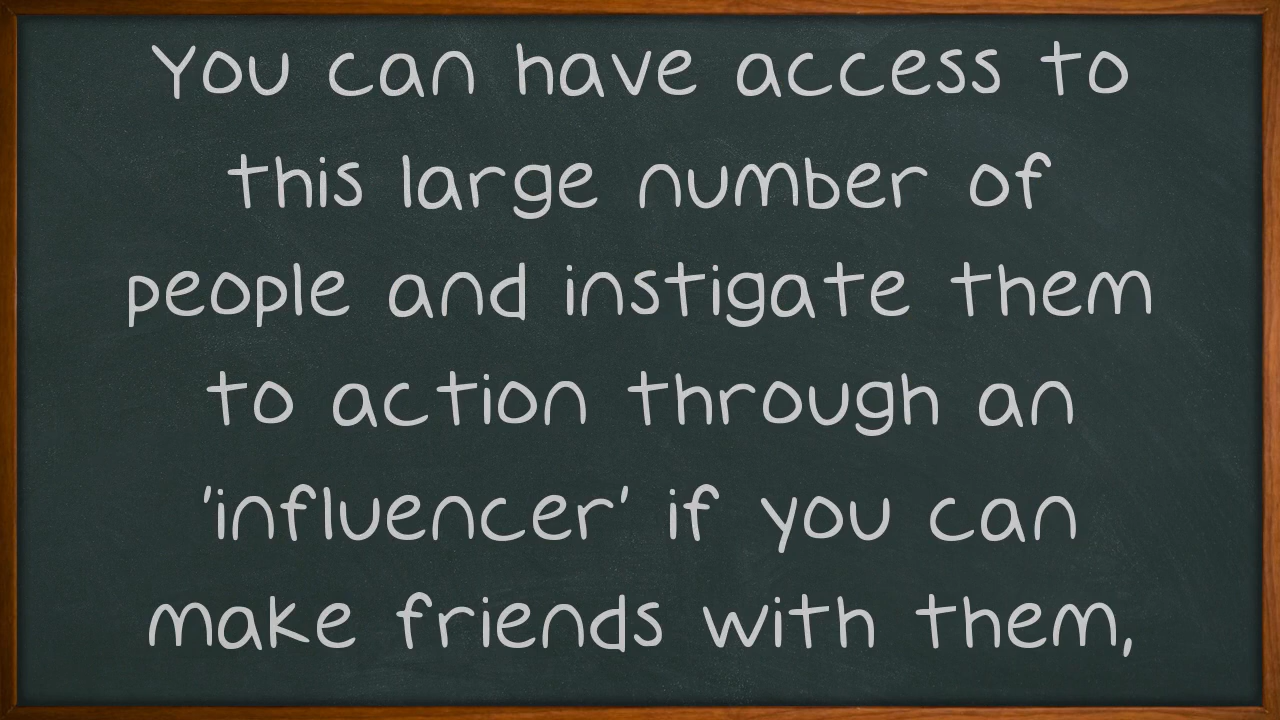 You can have access to
this large number of
people and instigate them
to action through an
'influencer' if you can
make friends with them,